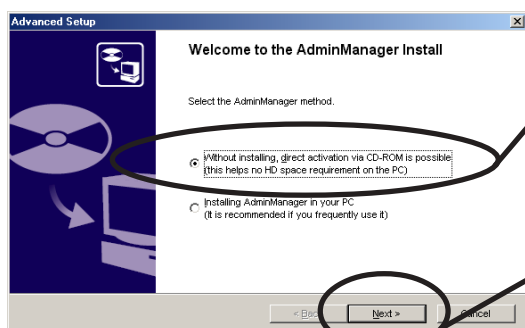 Advanced Setup
Welcome to the AdminManager Install
Select the AdminManager method.
Without installing, direct activation via CD-ROM is possible
(this helps no HD space requirement on the PC)
Installing AdminManager in your PC
(It is recommended if you frequently use it)
< Back
Next >
Cancel